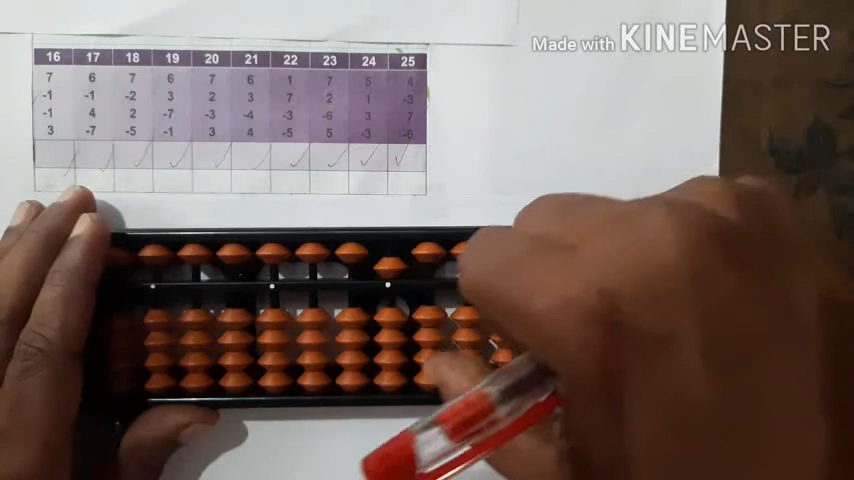 Made with KINEMASTER
16 17 18 19 20 21 22 23 24 25
7 6 7 6 7 6 1 7 5 4
-1 -1 -2 3 2 3 7 2 1 -3
-1 4 2 -7 -3 -4 -3 -6 3 7
3 -7 -5 -1 3 4 -5 5 -3 -6